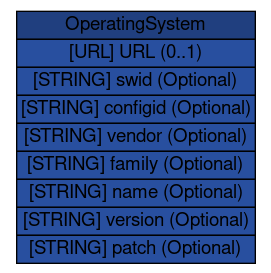 OperatingSystem
[URL] URL (0..1)
[STRING] swid (Optional)
[STRING] configid (Optional)
[STRING] vendor (Optional)
[STRING] family (Optional)
[STRING] name (Optional)
[STRING] version (Optional)
[STRING] patch (Optional)